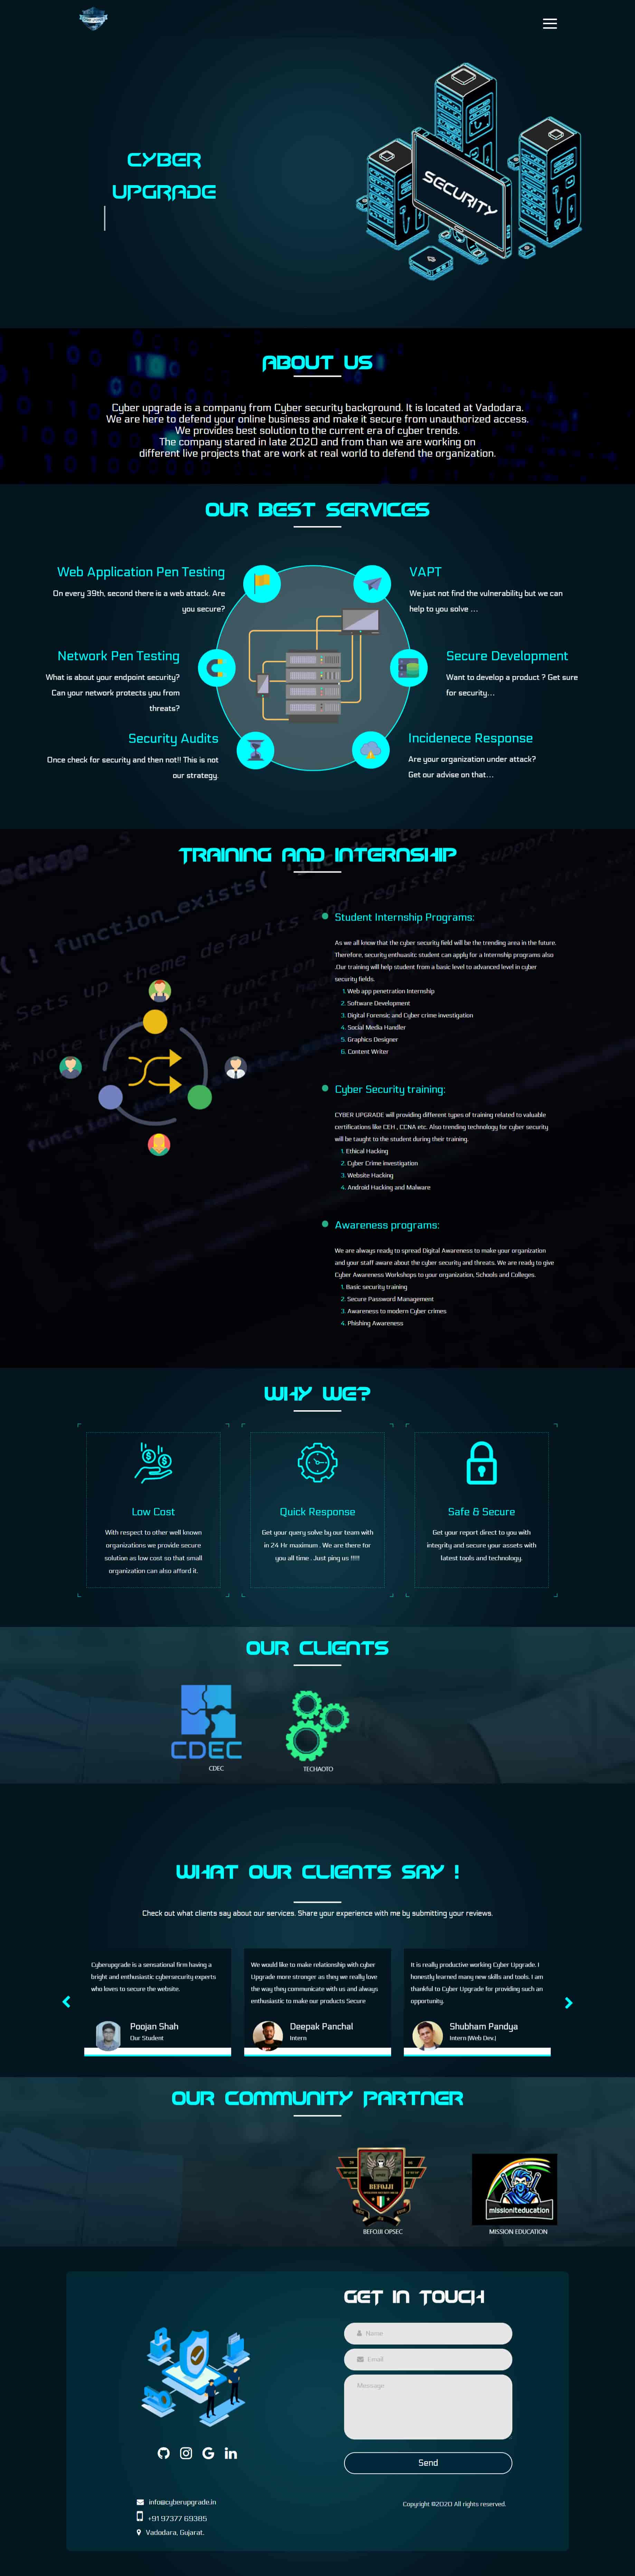 CYBER
UPGRADE
SECURITY
ABOUT US
Cyber upgrade is a company from Cyber security background. It is located at Vadodara.
We are here to defend your online business and make it secure from unauthorized access.
We provides best solution to the current era of cyber trends.
The company stared in late 2020 and from than we are working on
different live projects that are work at real world to defend the organization.
OUR BEST SERVICES
Web Application Pen Testing
On every 39th, second there is a web attack. Are
you secure?
VAPT
We just not find the vulnerability but we can
help to you solve ...
Network Pen Testing
What is about your endpoint security?
Can your network protects you from
threats?
Secure Development
Want to develop a product ? Get sure
for security...
Security Audits
Once check for security and then not!! This is not
our strategy.
Incidenece Response
Are your organization under attack?
Get our advise on that...
TRAINING AND INTERNSHIP
Student Internship Programs:
As we all know that the cyber security field will be the trending area in the future.
Therefore, security enthuasitc student can apply for a Internship programs also
.Our training will help student from a basic level to advanced level in cyber
security fields.
1. Web app penetration Internship
2. Software Development
3. Digital Forensic and Cyber crime investigation
4. Social Media Handler
5. Graphics Designer
6. Content Writer
Cyber Security training:
CYBER UPGRADE will providing different types of training related to valuable
certifications like CEH , CCNA etc. Also trending technology for cyber security
will be taught to the student during their training.
1. Ethical Hacking
2. Cyber Crime investigation
3. Website Hacking
4. Android Hacking and Malware
Awareness programs:
We are always ready to spread Digital Awareness to make your organization
and your staff aware about the cyber security and threats. We are ready to give
Cyber Awareness Workshops to your organization, Schools and Colleges.
1. Basic security training
2. Secure Password Management
3. Awareness to modern Cyber crimes
4. Phishing Awareness
WHY WE?
Low Cost
With respect to other well known
organizations we provide secure
solution as low cost so that small
organization can also afford it.
Quick Response
Get your query solve by our team with
in 24 Hr maximum . We are there for
you all time . Just ping us !!!!!
Safe & Secure
Get your report direct to you with
integrity and secure your assets with
latest tools and technology.
OUR CLIENTS
CDEC
CDEC
TECHAOTO
WHAT OUR CLIENTS SAY !
Check out what clients say about our services. Share your experience with me by submitting your reviews.
Cyberupgrade is a sensational firm having a
bright and enthusiastic cybersecurity experts
who loves to secure the website.
Poojan Shah
Our Student
We would like to make relationship with cyber
Upgrade more stronger as they we really love
the way they communicate with us and always
enthusiastic to make our products Secure
Deepak Panchal
Intern
It is really productive working Cyber Upgrade. I
honestly learned many new skills and tools. I am
thankful to Cyber Upgrade for providing such an
opportunity.
Shubham Pandya
Intern (Web Dev.)
OUR COMMUNITY PARTNER
BEFOJJI
BEFOJJI OPSEC
missioniteducation
MISSION EDUCATION
GET IN TOUCH
Name
Email
Message
Send
info@cyberupgrade.in
+91 97377 69385
Vadodara, Gujarat.
Copyright ©2020 All rights reserved.